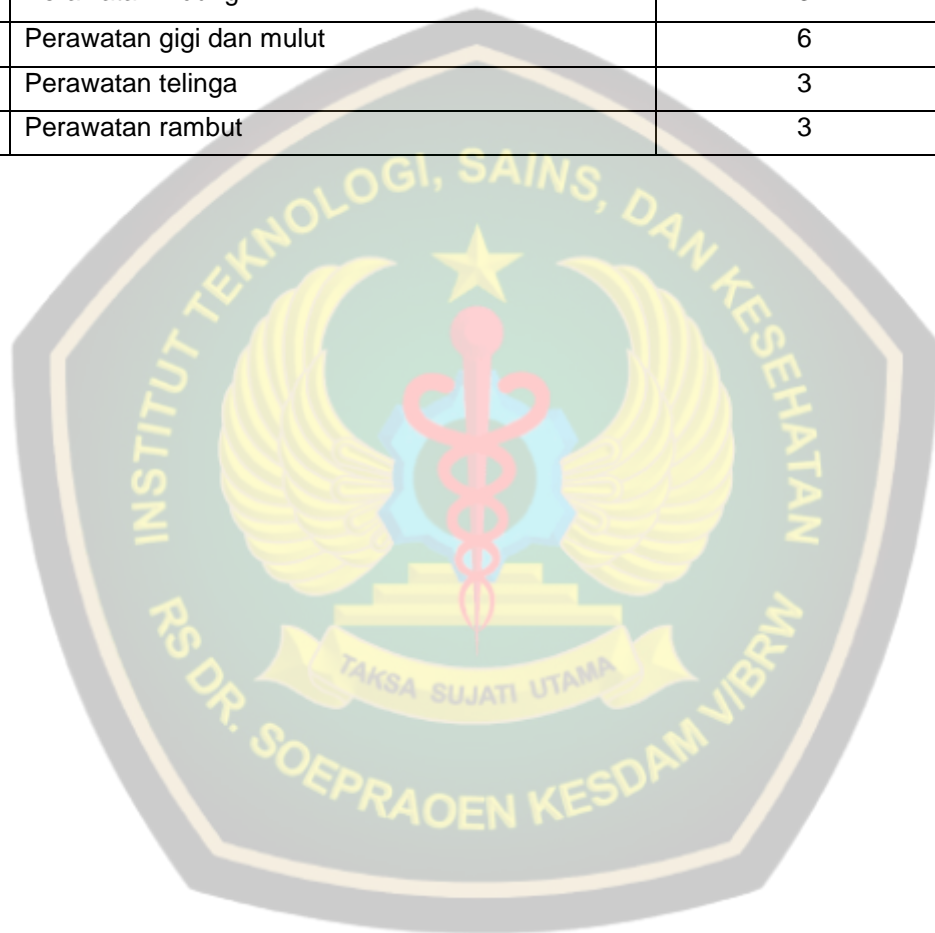 Perawatan gigi dan mulut 6
Perawatan telinga 3
Perawatan rambut 3
INSTITUT TEKNOLOGI, SAINS, DAN KESEHATAN
TAKSA SUJATI UTAMA
RS DR. SOEPRAOEN KESDAM V/BRW